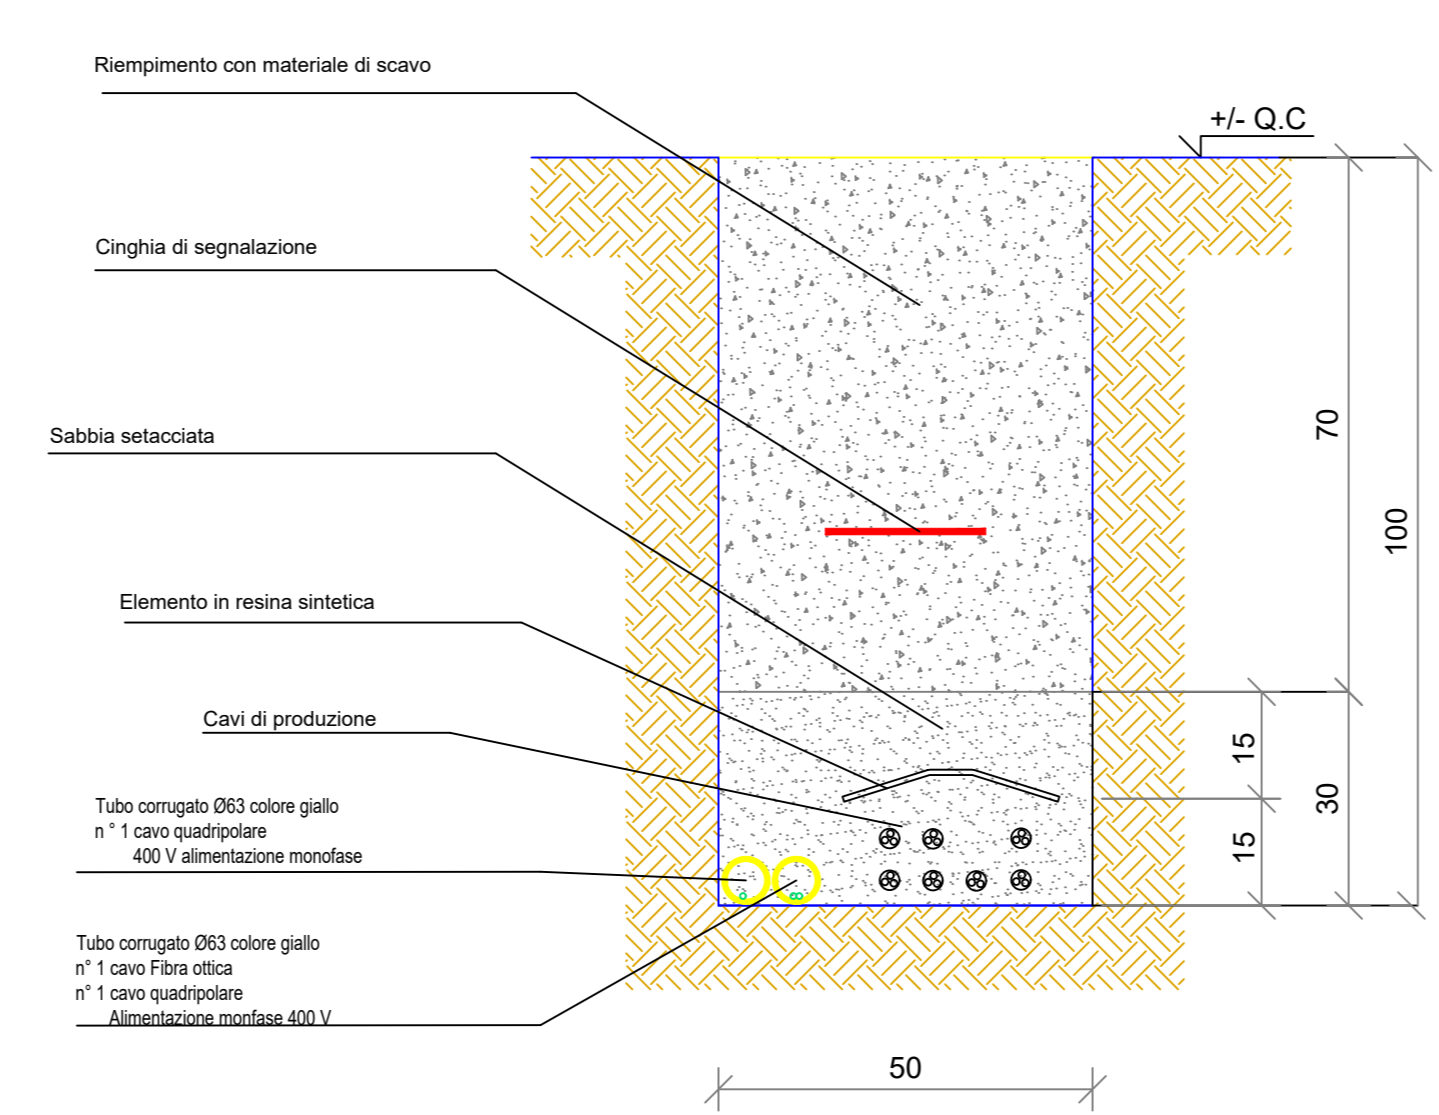 Riempimento con materiale di scavo
+/- Q.C
Cinghia di segnalazione
Sabbia setacciata
70
100
Elemento in resina sintetica
Cavi di produzione
15
30
15
Tubo corrugato Ø63 colore giallo
n ° 1 cavo quadripolare
400 V alimentazione monofase
Tubo corrugato Ø63 colore giallo
n° 1 cavo Fibra ottica
n° 1 cavo quadripolare
Alimentazione monfase 400 V
50